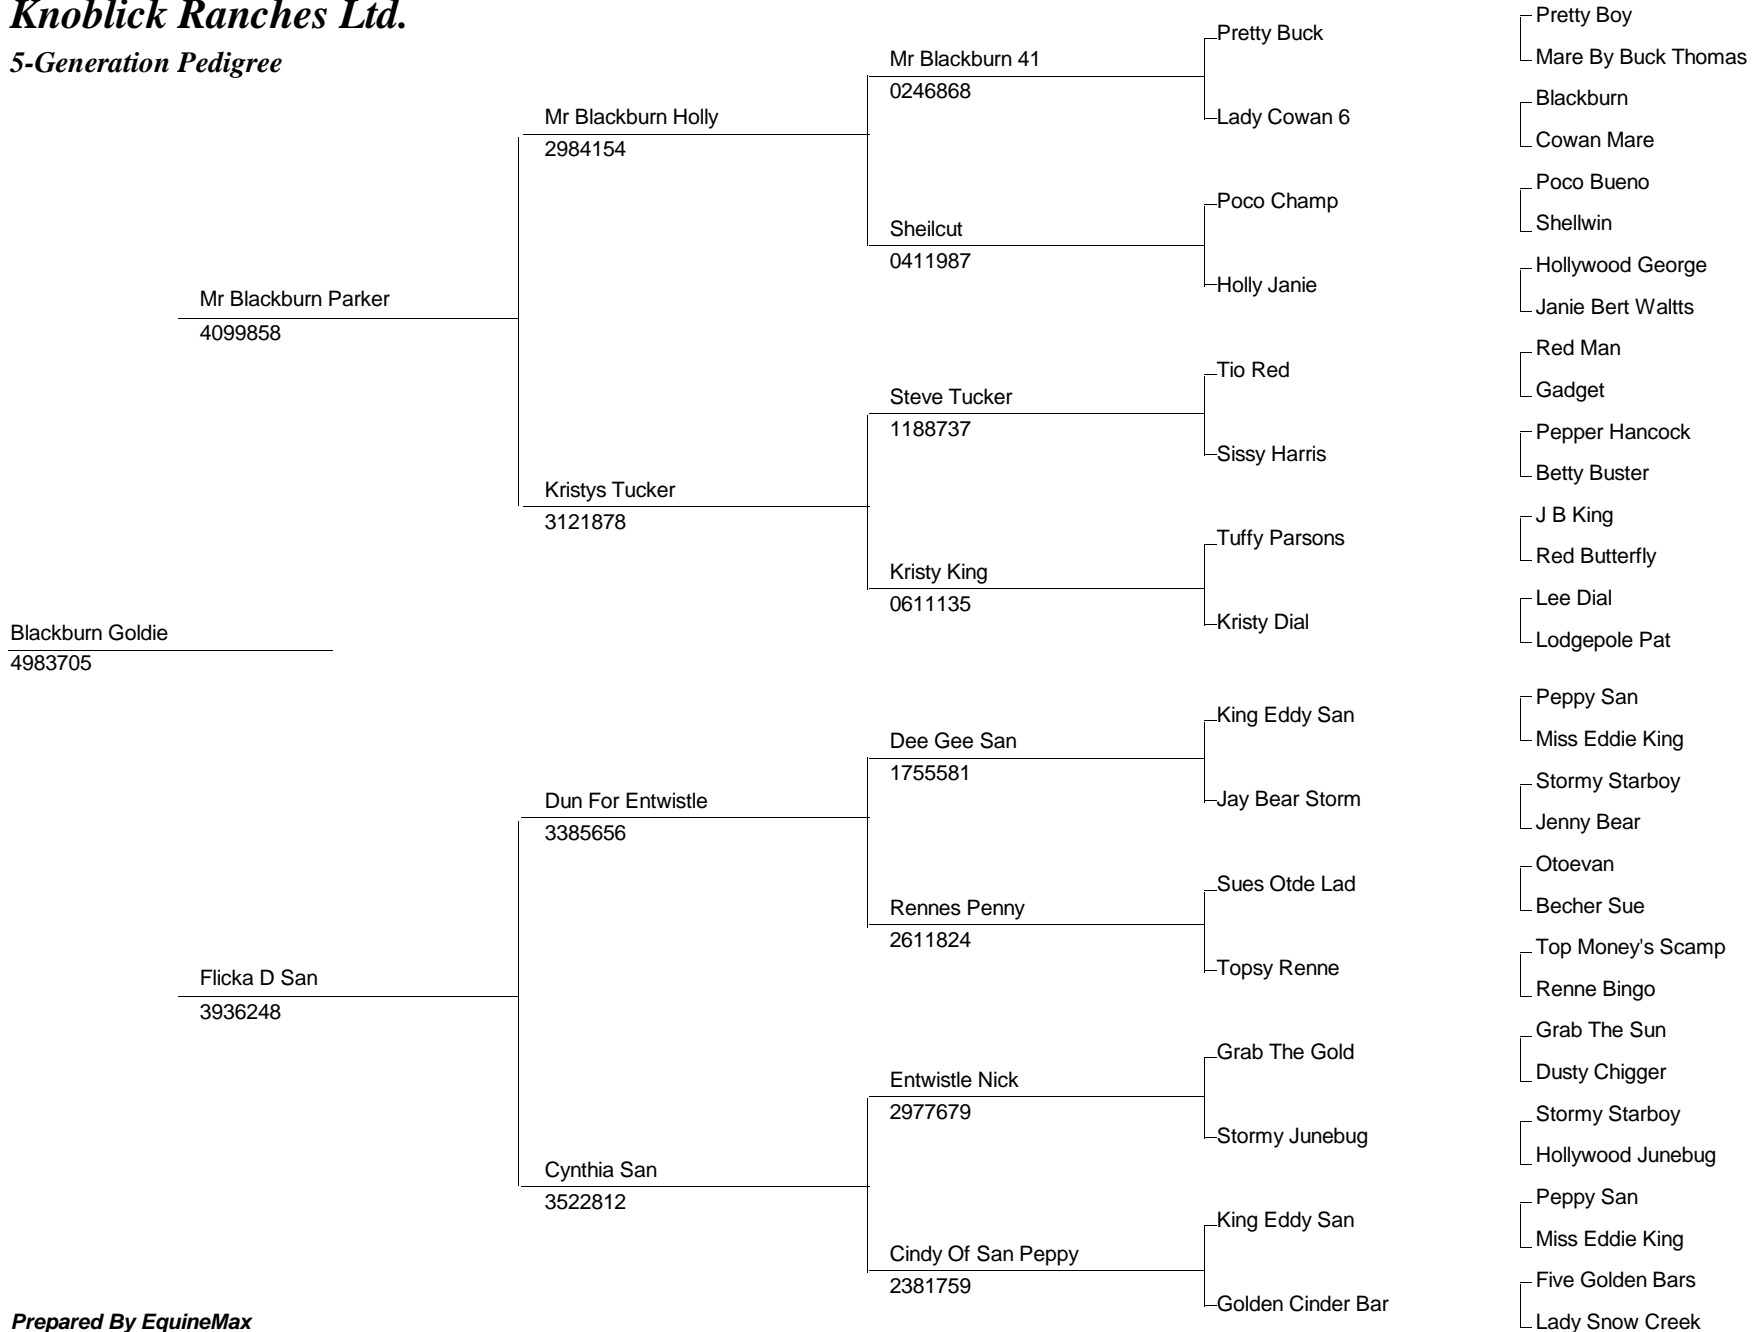 Knoblick Ranches Ltd.
5-Generation Pedigree
Blackburn Goldie
4983705
Mr Blackburn Parker
4099858
Flicka D San
3936248
Mr Blackburn Holly
2984154
Kristys Tucker
3121878
Dun For Entwistle
3385656
Cynthia San
3522812
Mr Blackburn 41
0246868
Sheilcut
0411987
Steve Tucker
1188737
Kristy King
0611135
Dee Gee San
1755581
Rennes Penny
2611824
Entwistle Nick
2977679
Cindy Of San Peppy
2381759
Pretty Buck
Lady Cowan 6
Poco Champ
Holly Janie
Tio Red
Sissy Harris
Tuffy Parsons
Kristy Dial
King Eddy San
Jay Bear Storm
Sues Otde Lad
Topsy Renne
Grab The Gold
Stormy Junebug
King Eddy San
Golden Cinder Bar
Pretty Boy
Mare By Buck Thomas
Blackburn
Cowan Mare
Poco Bueno
Shellwin
Hollywood George
Janie Bert Waltts
Red Man
Gadget
Pepper Hancock
Betty Buster
J B King
Red Butterfly
Lee Dial
Lodgepole Pat
Peppy San
Miss Eddie King
Stormy Starboy
Jenny Bear
Otoevan
Becher Sue
Top Money's Scamp
Renne Bingo
Grab The Sun
Dusty Chigger
Stormy Starboy
Hollywood Junebug
Peppy San
Miss Eddie King
Five Golden Bars
Lady Snow Creek
Prepared By EquineMax